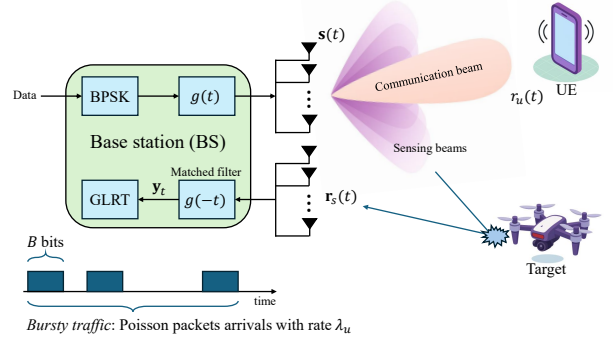 s(t)
Data
BPSK
g(t)
Communication beam
r_u(t)
UE
Base station (BS)
Sensing beams
Matched filter
GLRT
y_t
g(−t)
r_s(t)
Target
B bits
time
Bursty traffic: Poisson packets arrivals with rate λ_u